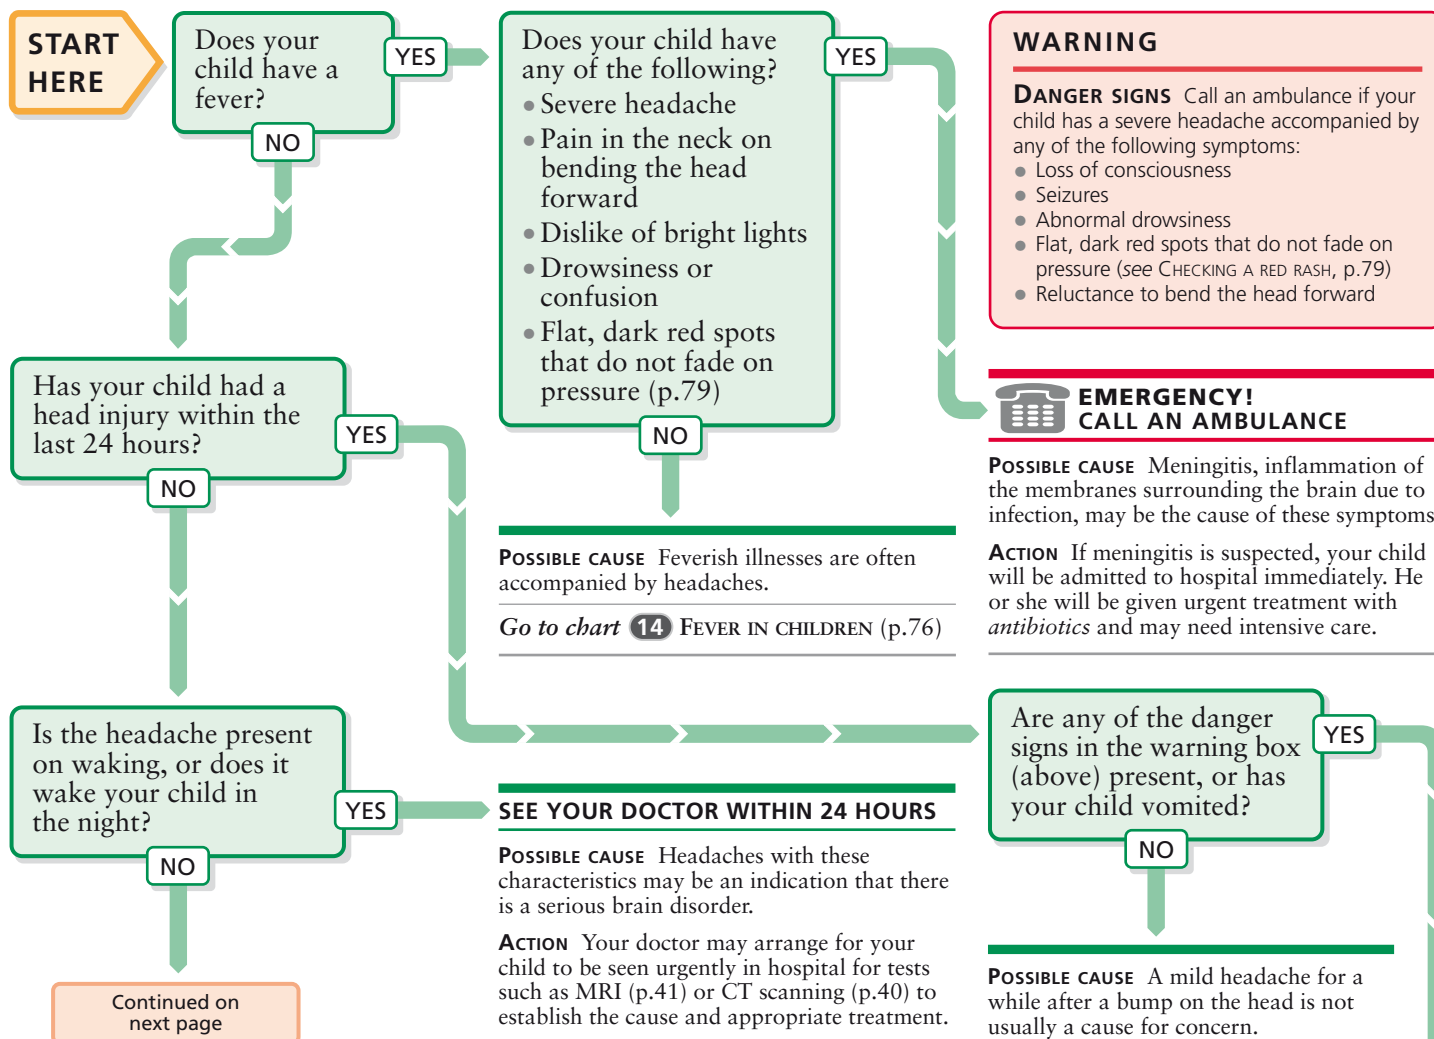 START
HERE
Does your
child have a
fever?
YES
NO
Does your child have
any of the following?
• Severe headache
• Pain in the neck on
bending the head
forward
• Dislike of bright lights
• Drowsiness or
confusion
• Flat, dark red spots
that do not fade on
pressure (p.79)
YES
NO
WARNING
DANGER SIGNS Call an ambulance if your
child has a severe headache accompanied by
any of the following symptoms:
• Loss of consciousness
• Seizures
• Abnormal drowsiness
• Flat, dark red spots that do not fade on
pressure (see CHECKING A RED RASH, p.79)
• Reluctance to bend the head forward
EMERGENCY!
CALL AN AMBULANCE
POSSIBLE CAUSE Meningitis, inflammation of
the membranes surrounding the brain due to
infection, may be the cause of these symptoms
ACTION If meningitis is suspected, your child
will be admitted to hospital immediately. He
or she will be given urgent treatment with
antibiotics and may need intensive care.
POSSIBLE CAUSE Feverish illnesses are often
accompanied by headaches.
Go to chart 14 FEVER IN CHILDREN (p.76)
Has your child had a
head injury within the
last 24 hours?
YES
NO
Are any of the danger
signs in the warning box
(above) present, or has
your child vomited?
YES
NO
POSSIBLE CAUSE A mild headache for a
while after a bump on the head is not
usually a cause for concern.
Is the headache present
on waking, or does it
wake your child in
the night?
YES
NO
SEE YOUR DOCTOR WITHIN 24 HOURS
POSSIBLE CAUSE Headaches with these
characteristics may be an indication that there
is a serious brain disorder.
ACTION Your doctor may arrange for your
child to be seen urgently in hospital for tests
such as MRI (p.41) or CT scanning (p.40) to
establish the cause and appropriate treatment.
Continued on
next page